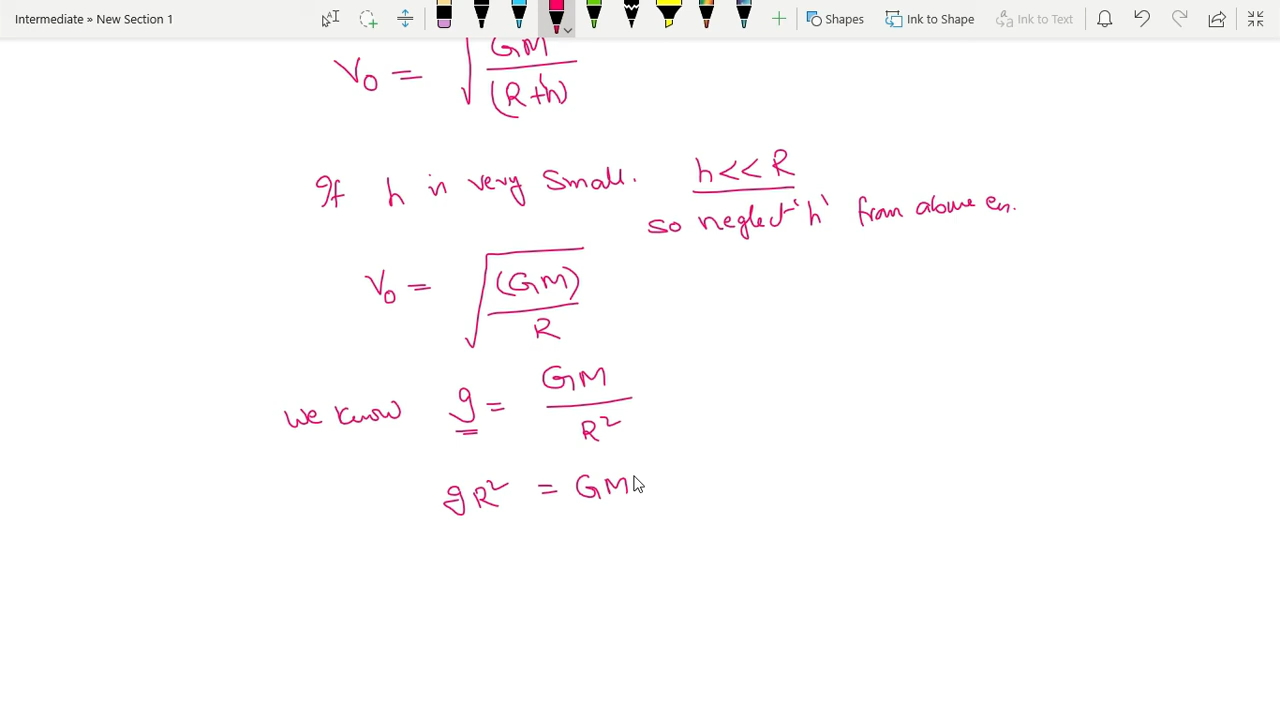 Intermediate » New Section 1
Shapes Ink to Shape Ink to Text
V₀ = √(GM/(R+h))
If h is very small. h<<R
so neglect 'h' from above en.
V₀ = √((GM)/R)
we know g = GM/R²
gR² = GM